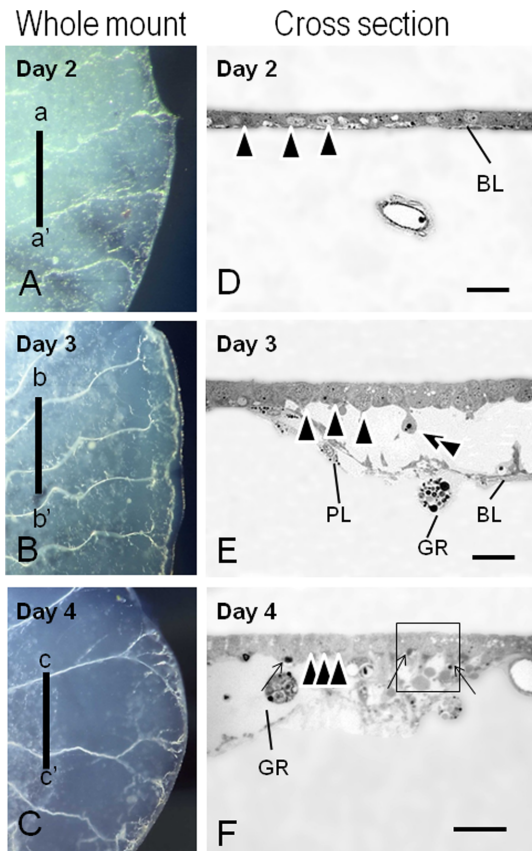 Whole mount Cross section
Day 2
a
a'
A
Day 2
BL
D
Day 3
b
b'
B
Day 3
PL
GR
BL
E
Day 4
c
c'
C
Day 4
GR
F